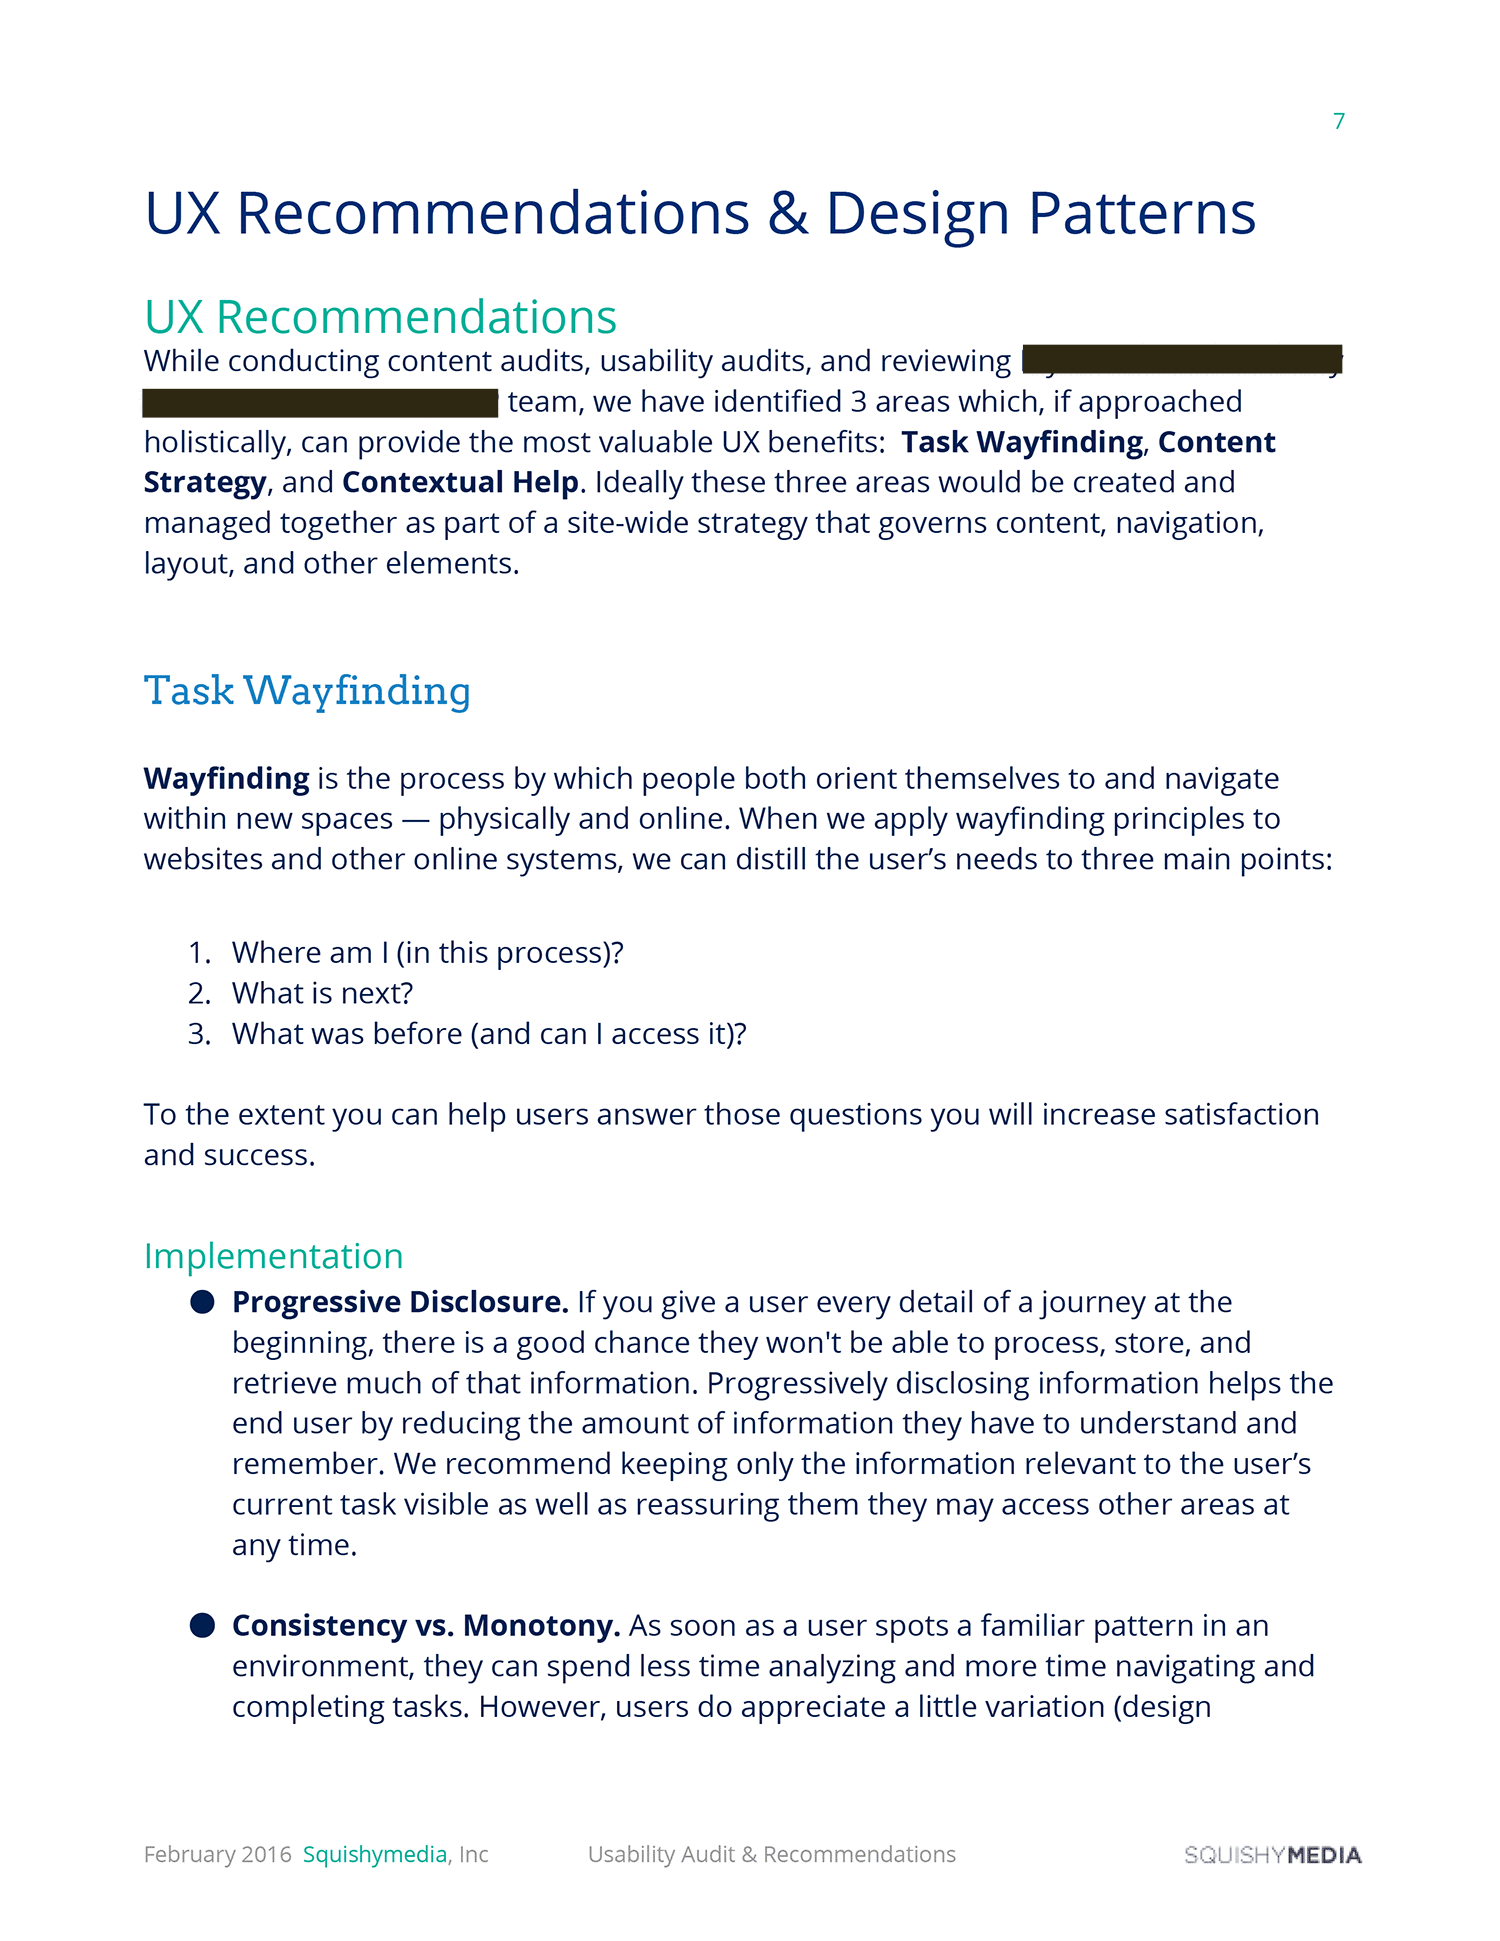 7
UX Recommendations & Design Patterns
UX Recommendations
While conducting content audits, usability audits, and reviewing
team, we have identified 3 areas which, if approached
holistically, can provide the most valuable UX benefits:  Task Wayfinding, Content
Strategy, and Contextual Help. Ideally these three areas would be created and
managed together as part of a site-wide strategy that governs content, navigation,
layout, and other elements.
Task Wayfinding
Wayfinding is the process by which people both orient themselves to and navigate
within new spaces — physically and online. When we apply wayfinding principles to
websites and other online systems, we can distill the user’s needs to three main points:
1. Where am I (in this process)?
2. What is next?
3. What was before (and can I access it)?
To the extent you can help users answer those questions you will increase satisfaction
and success.
Implementation
● Progressive Disclosure. If you give a user every detail of a journey at the
beginning, there is a good chance they won't be able to process, store, and
retrieve much of that information. Progressively disclosing information helps the
end user by reducing the amount of information they have to understand and
remember. We recommend keeping only the information relevant to the user’s
current task visible as well as reassuring them they may access other areas at
any time.
● Consistency vs. Monotony. As soon as a user spots a familiar pattern in an
environment, they can spend less time analyzing and more time navigating and
completing tasks. However, users do appreciate a little variation (design
February 2016 Squishymedia, Inc Usability Audit & Recommendations SQUISHYMEDIA